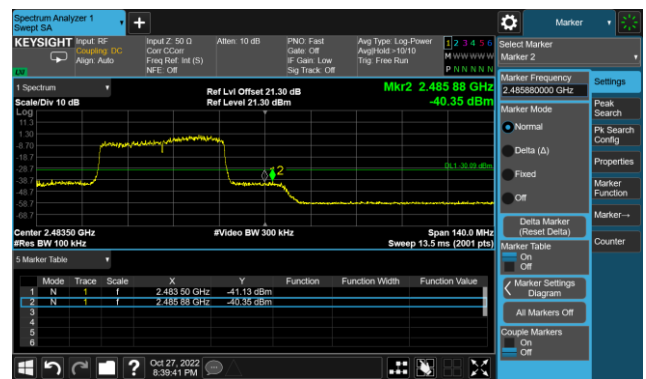 Spectrum Analyzer 1
Swept SA
Marker
KEYSIGHT
Input: RF
Coupling: DC
Align: Auto
Input Z: 50 Ω
Corr CCorr
Freq Ref: Int (S)
NFE: Off
Atten: 10 dB
PNO: Fast
Gate: Off
IF Gain: Low
Sig Track: Off
Avg Type: Log-Power
Avg|Hold:>10/10
Trig: Free Run
1 2 3 4 5 6
M W W W W W
P N N N N N
Select Marker
Marker 2
1 Spectrum
Scale/Div 10 dB
Log
Ref Lvl Offset 21.30 dB
Ref Level 21.30 dBm
Mkr2 2.485 88 GHz
-40.35 dBm
11.3
1.30
-8.70
-18.7
-28.7
-38.7
-48.7
-58.7
-68.7
2
Center 2.48350 GHz
#Res BW 100 kHz
#Video BW 300 kHz
Span 140.0 MHz
Sweep 13.5 ms (2001 pts)
5 Marker Table
Mode Trace Scale X Y Function Function Width Function Value
1 N 1 f 2.483 50 GHz -41.13 dBm
2 N 1 f 2.485 88 GHz -40.35 dBm
3
4
5
6
Marker Frequency
2.485880000 GHz
Marker Mode
Normal
Delta (Δ)
Fixed
Off
Delta Marker
(Reset Delta)
Marker Table
On
Off
Marker Settings
Diagram
All Markers Off
Couple Markers
On
Off
Settings
Peak
Search
Pk Search
Config
Properties
Marker
Function
Marker→
Counter
Oct 27, 2022
8:39:41 PM